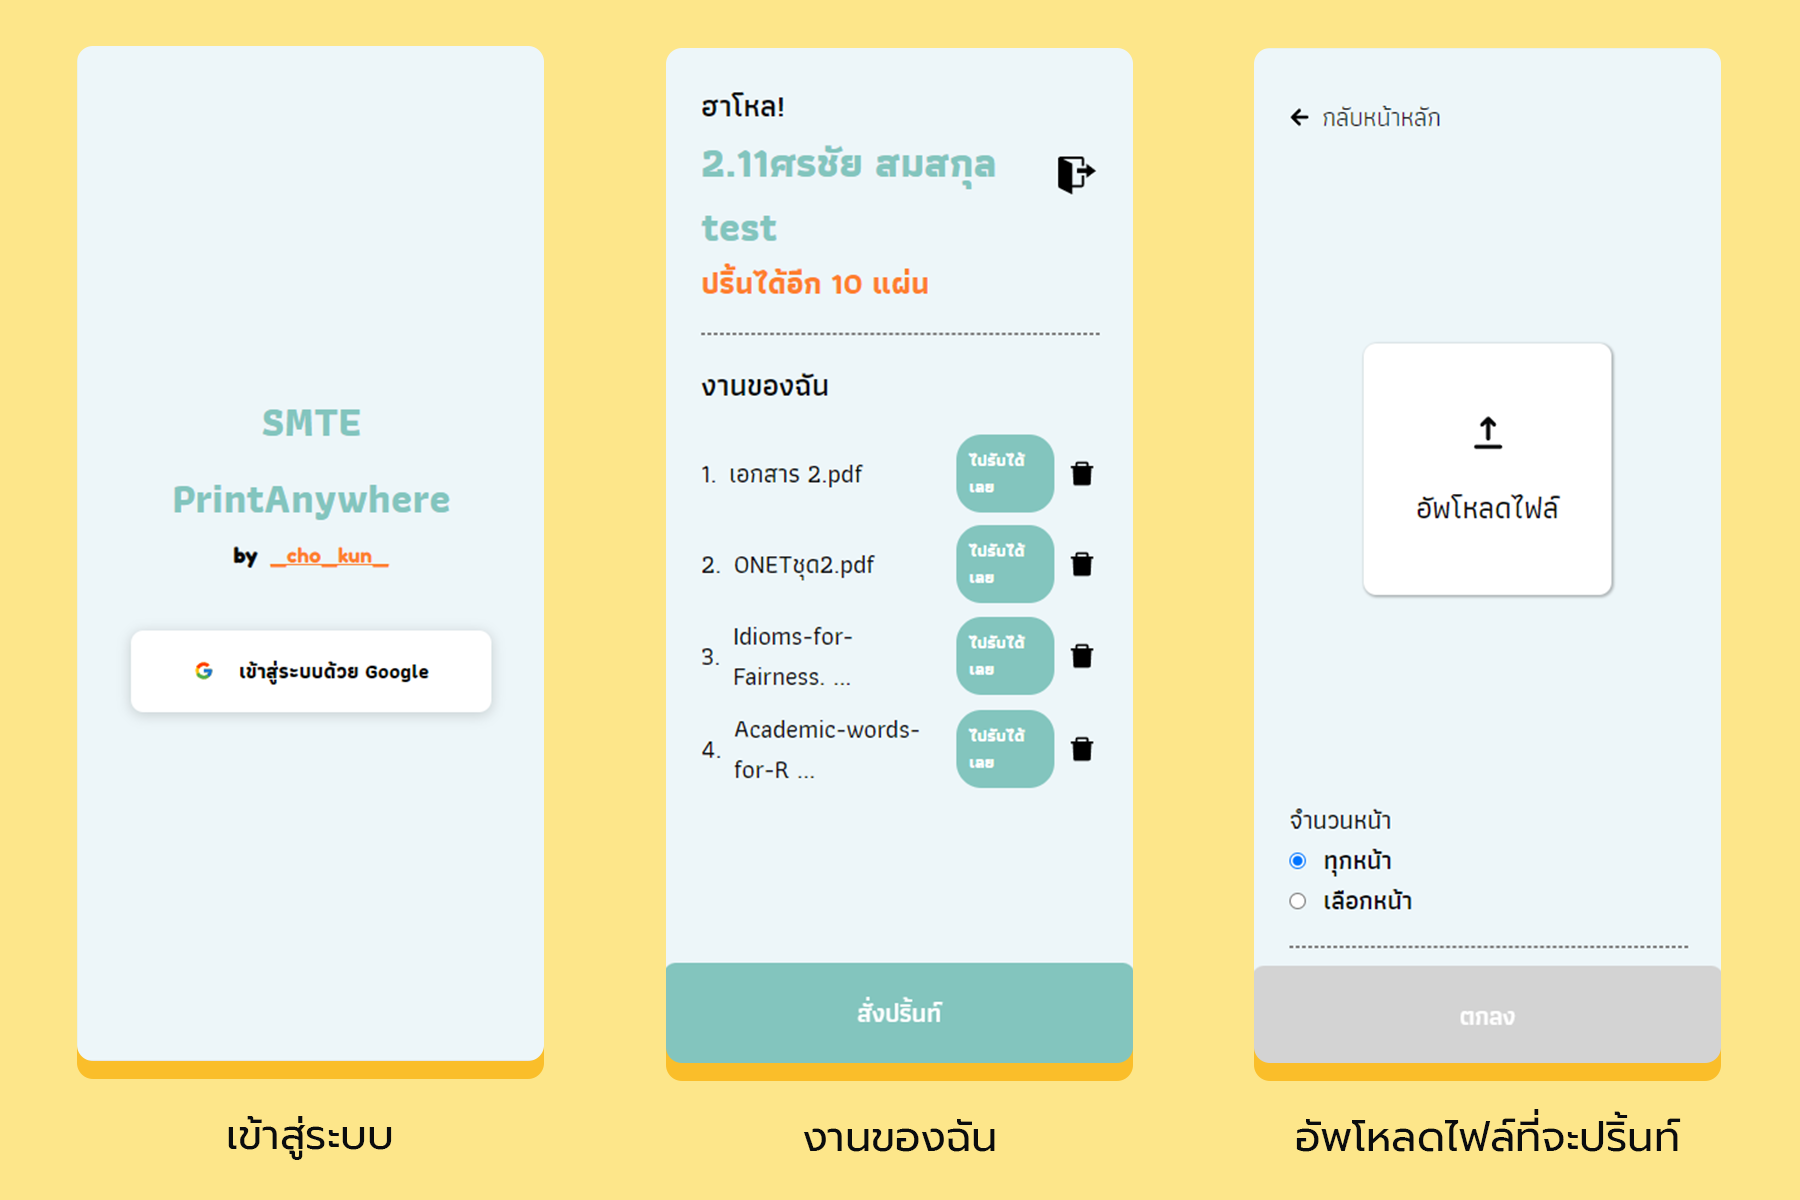 SMTE
PrintAnywhere
by __cho__kun__
เข้าสู่ระบบด้วย Google
เข้าสู่ระบบ
ฮาโหล!
2.11ศรชัย สมสกุล
test
ปริ้นได้อีก 10 แผ่น
งานของฉัน
1. เอกสาร 2.pdf
ไปรับได้
เลย
2. ONETชุด2.pdf
ไปรับได้
เลย
3. Idioms-for-
Fairness. ...
ไปรับได้
เลย
4. Academic-words-
for-R ...
ไปรับได้
เลย
สั่งปริ้นท์
งานของฉัน
กลับหน้าหลัก
อัพโหลดไฟล์
จำนวนหน้า
ทุกหน้า
เลือกหน้า
ตกลง
อัพโหลดไฟล์ที่จะปริ้นท์